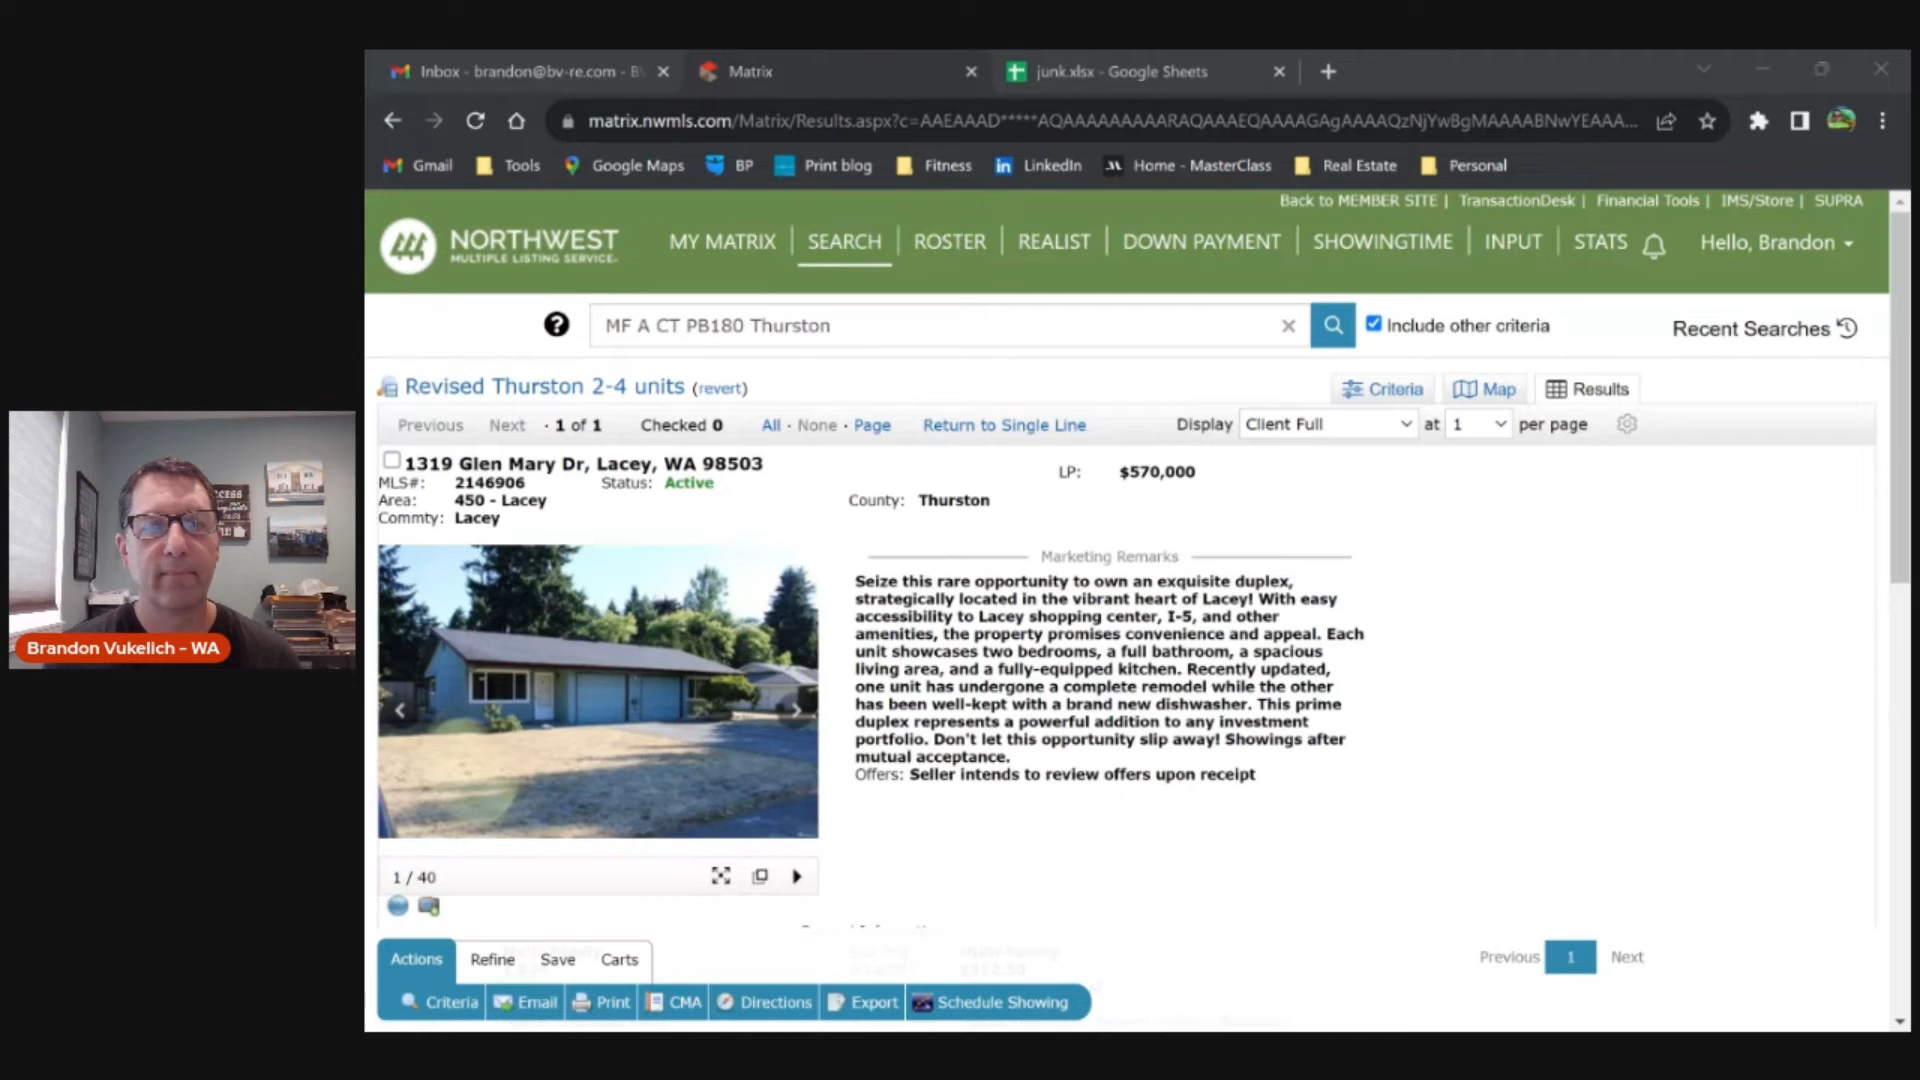 Inbox - brandon@bv-re.com - B
Matrix
junk.xlsx - Google Sheets
matrix.nwmls.com/Matrix/Results.aspx?c=AAEAAAD*****AQAAAAAAAAARAQAAAEQAAAAGAgAAAAQzNjYwBgMAAAABNwYEAAA...
Gmail
Tools
Google Maps
BP
Print blog
Fitness
LinkedIn
Home - MasterClass
Real Estate
Personal
Back to MEMBER SITE | TransactionDesk | Financial Tools | IMS/Store | SUPRA
NORTHWEST
MULTIPLE LISTING SERVICE
MY MATRIX
SEARCH
ROSTER
REALIST
DOWN PAYMENT
SHOWINGTIME
INPUT
STATS
Hello, Brandon
MF A CT PB180 Thurston
Include other criteria
Recent Searches
Revised Thurston 2-4 units (revert)
Criteria
Map
Results
Previous Next · 1 of 1 Checked 0 All · None · Page Return to Single Line Display Client Full at 1 per page
1319 Glen Mary Dr, Lacey, WA 98503
LP: $570,000
MLS#: 2146906 Status: Active
Area: 450 - Lacey County: Thurston
Commty: Lacey
Marketing Remarks
Seize this rare opportunity to own an exquisite duplex,
strategically located in the vibrant heart of Lacey! With easy
accessibility to Lacey shopping center, I-5, and other
amenities, the property promises convenience and appeal. Each
unit showcases two bedrooms, a full bathroom, a spacious
living area, and a fully-equipped kitchen. Recently updated,
one unit has undergone a complete remodel while the other
has been well-kept with a brand new dishwasher. This prime
duplex represents a powerful addition to any investment
portfolio. Don't let this opportunity slip away! Showings after
mutual acceptance.
Offers: Seller intends to review offers upon receipt
Brandon Vukelich - WA
1 / 40
Actions
Refine
Save
Carts
Previous 1 Next
Criteria
Email
Print
CMA
Directions
Export
Schedule Showing